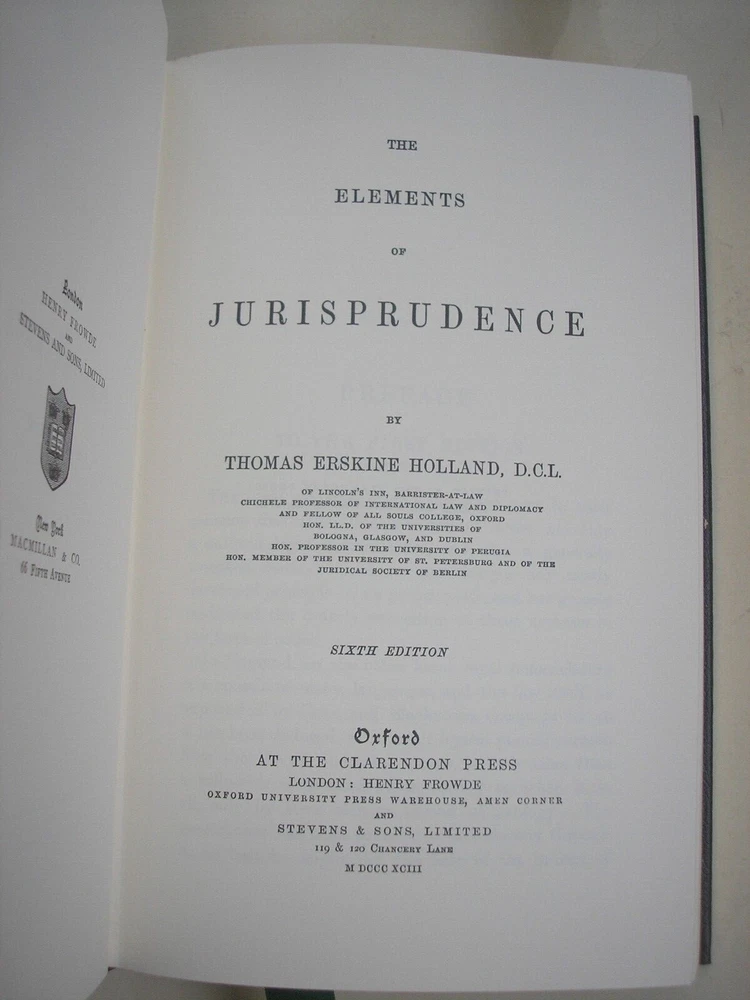 London
HENRY FROWDE
AND
STEVENS AND SONS, LIMITED
New York
MACMILLAN & CO.
66 FIFTH AVENUE
THE
ELEMENTS
OF
JURISPRUDENCE
BY
THOMAS ERSKINE HOLLAND, D.C.L.
OF LINCOLN'S INN, BARRISTER-AT-LAW
CHICHELE PROFESSOR OF INTERNATIONAL LAW AND DIPLOMACY
AND FELLOW OF ALL SOULS COLLEGE, OXFORD
HON. LL.D. OF THE UNIVERSITIES OF
BOLOGNA, GLASGOW, AND DUBLIN
HON. PROFESSOR IN THE UNIVERSITY OF PERUGIA
HON. MEMBER OF THE UNIVERSITY OF ST. PETERSBURG AND OF THE
JURIDICAL SOCIETY OF BERLIN
SIXTH EDITION
Oxford
AT THE CLARENDON PRESS
LONDON: HENRY FROWDE
OXFORD UNIVERSITY PRESS WAREHOUSE, AMEN CORNER
AND
STEVENS & SONS, LIMITED
119 & 120 CHANCERY LANE
M DCCC XCIII